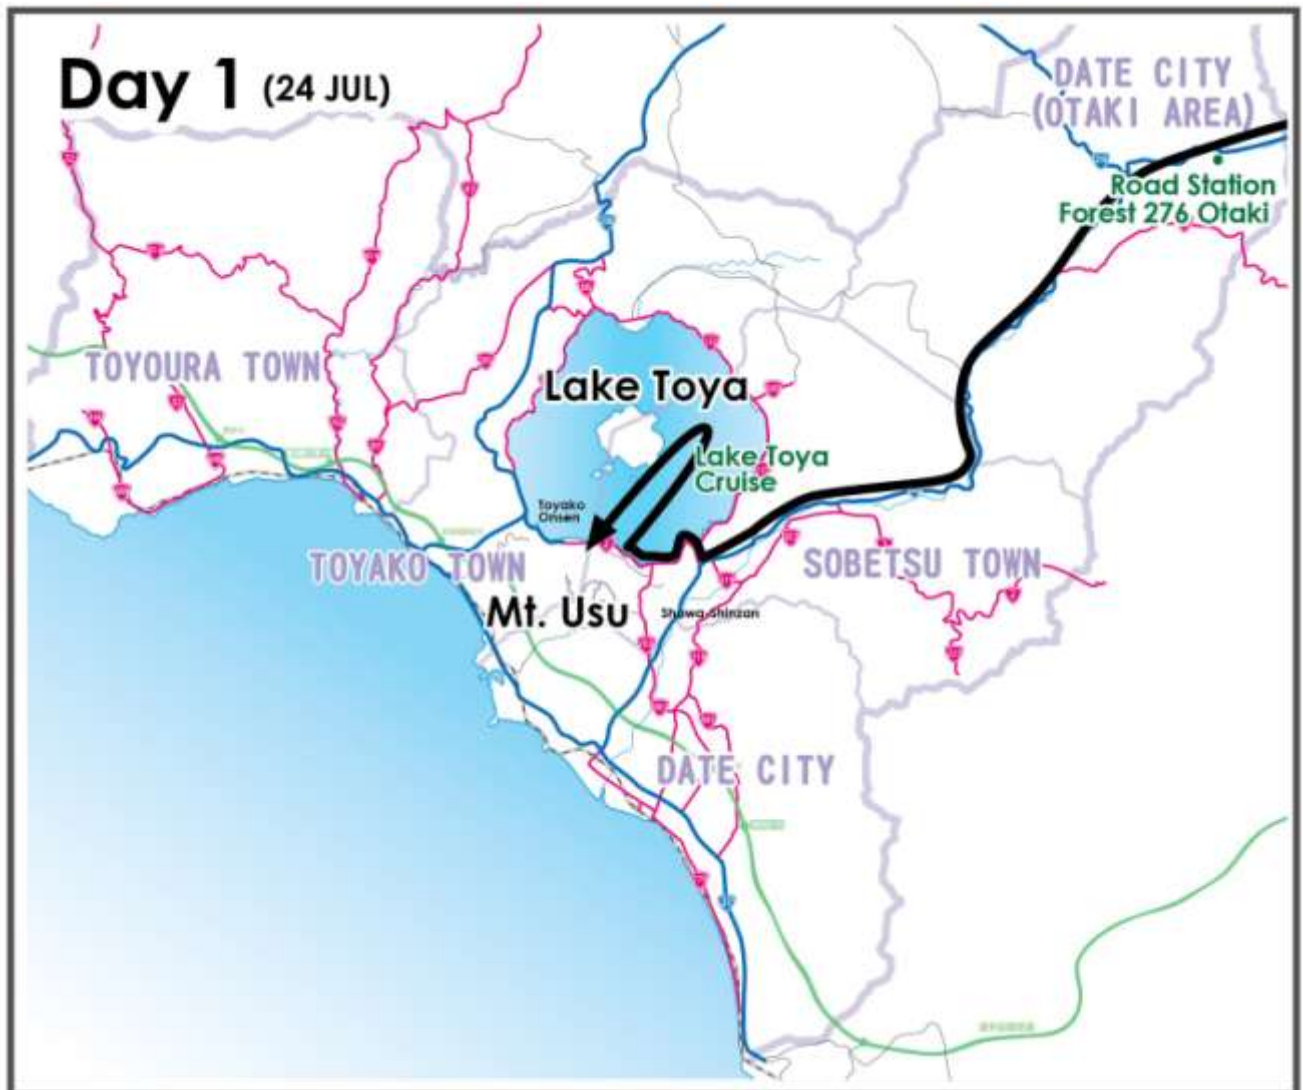 Day 1 (24 JUL)
DATE CITY
(OTAKI AREA)
Road Station
Forest 276 Otaki
TOYOURA TOWN
Lake Toya
Lake Toya
Cruise
Toyako
Onsen
TOYAKO TOWN
SOBETSU TOWN
Mt. Usu
Showa-Shinzan
DATE CITY